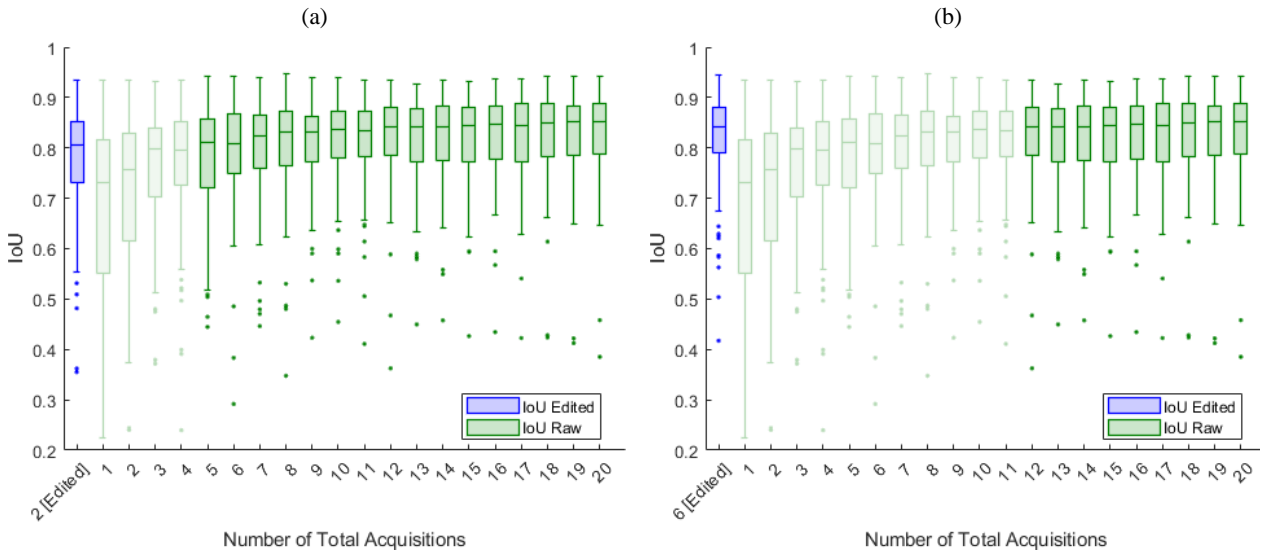 (a)
1
0.9
0.8
0.7
0.6
0.5
0.4
0.3
0.2
IoU
IoU Edited
IoU Raw
2 [Edited] 1 2 3 4 5 6 7 8 9 10 11 12 13 14 15 16 17 18 19 20
Number of Total Acquisitions
(b)
1
0.9
0.8
0.7
0.6
0.5
0.4
0.3
0.2
IoU
IoU Edited
IoU Raw
6 [Edited] 1 2 3 4 5 6 7 8 9 10 11 12 13 14 15 16 17 18 19 20
Number of Total Acquisitions